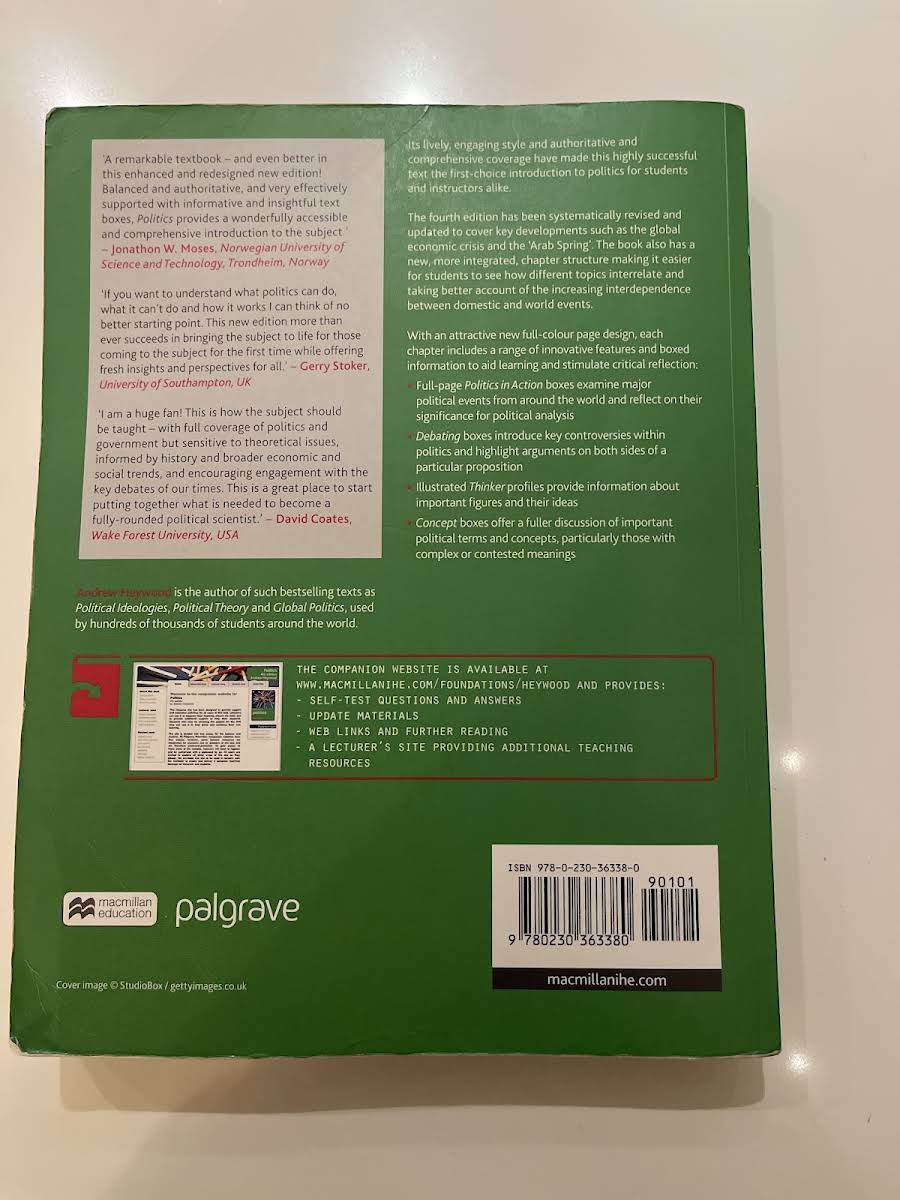 'A remarkable textbook – and even better in
this enhanced and redesigned new edition!
Balanced and authoritative, and very effectively
supported with informative and insightful text
boxes, Politics provides a wonderfully accessible
and comprehensive introduction to the subject.'
– Jonathon W. Moses, Norwegian University of
Science and Technology, Trondheim, Norway
'If you want to understand what politics can do,
what it can't do and how it works I can think of no
better starting point. This new edition more than
ever succeeds in bringing the subject to life for those
coming to the subject for the first time while offering
fresh insights and perspectives for all.' – Gerry Stoker,
University of Southampton, UK
'I am a huge fan! This is how the subject should
be taught – with full coverage of politics and
government but sensitive to theoretical issues,
informed by history and broader economic and
social trends, and encouraging engagement with the
key debates of our times. This is a great place to start
putting together what is needed to become a
fully-rounded political scientist.' – David Coates,
Wake Forest University, USA
Its lively, engaging style and authoritative and
comprehensive coverage have made this highly successful
text the first-choice introduction to politics for students
and instructors alike.
The fourth edition has been systematically revised and
updated to cover key developments such as the global
economic crisis and the 'Arab Spring'. The book also has a
new, more integrated, chapter structure making it easier
for students to see how different topics interrelate and
taking better account of the increasing interdependence
between domestic and world events.
With an attractive new full-colour page design, each
chapter includes a range of innovative features and boxed
information to aid learning and stimulate critical reflection:
• Full-page Politics in Action boxes examine major
political events from around the world and reflect on their
significance for political analysis
• Debating boxes introduce key controversies within
politics and highlight arguments on both sides of a
particular proposition
• Illustrated Thinker profiles provide information about
important figures and their ideas
• Concept boxes offer a fuller discussion of important
political terms and concepts, particularly those with
complex or contested meanings
Andrew Heywood is the author of such bestselling texts as
Political Ideologies, Political Theory and Global Politics, used
by hundreds of thousands of students around the world.
THE COMPANION WEBSITE IS AVAILABLE AT
WWW.MACMILLANIHE.COM/FOUNDATIONS/HEYWOOD AND PROVIDES:
- SELF-TEST QUESTIONS AND ANSWERS
- UPDATE MATERIALS
- WEB LINKS AND FURTHER READING
- A LECTURER'S SITE PROVIDING ADDITIONAL TEACHING
RESOURCES
ISBN 978-0-230-36338-0
90101
9 780230 363380
macmillanihe.com
macmillan
education
palgrave
Cover image © StudioBox / gettyimages.co.uk